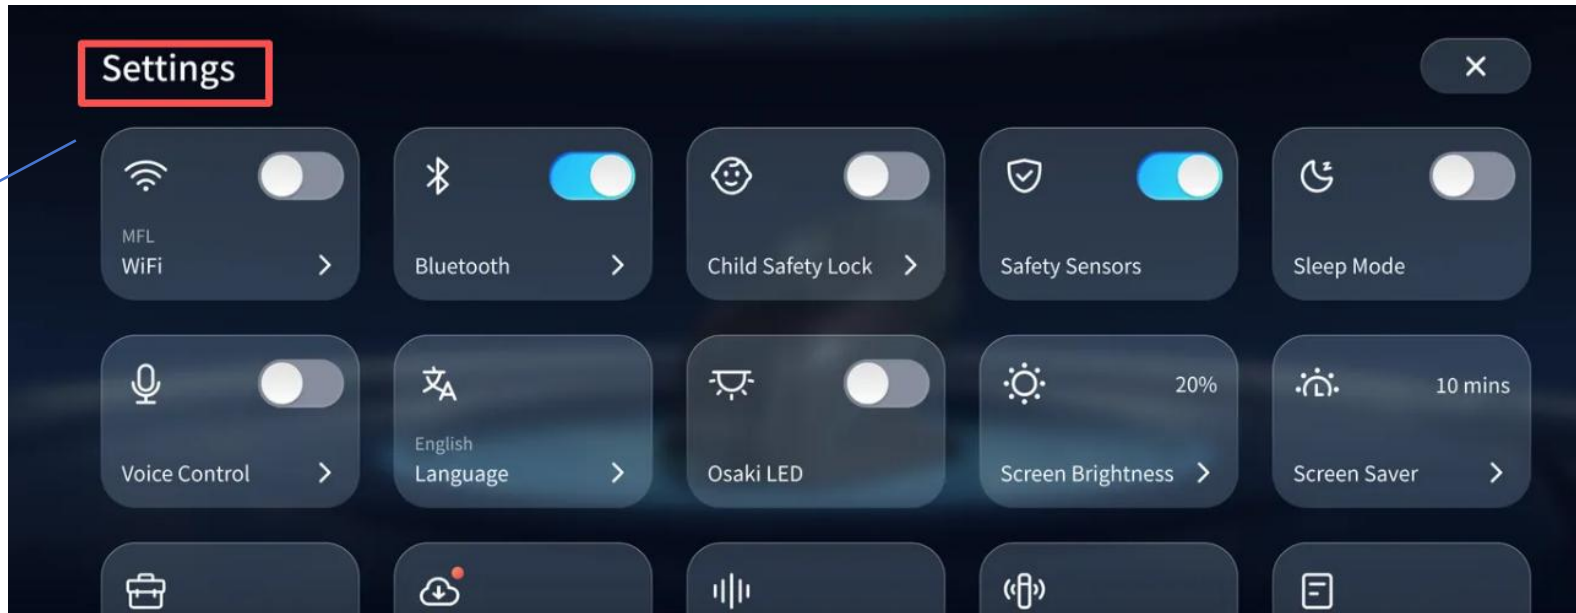 Settings
MFL
WiFi
Bluetooth
Child Safety Lock
Safety Sensors
Sleep Mode
Voice Control
English
Language
Osaki LED
20%
Screen Brightness
10 mins
Screen Saver